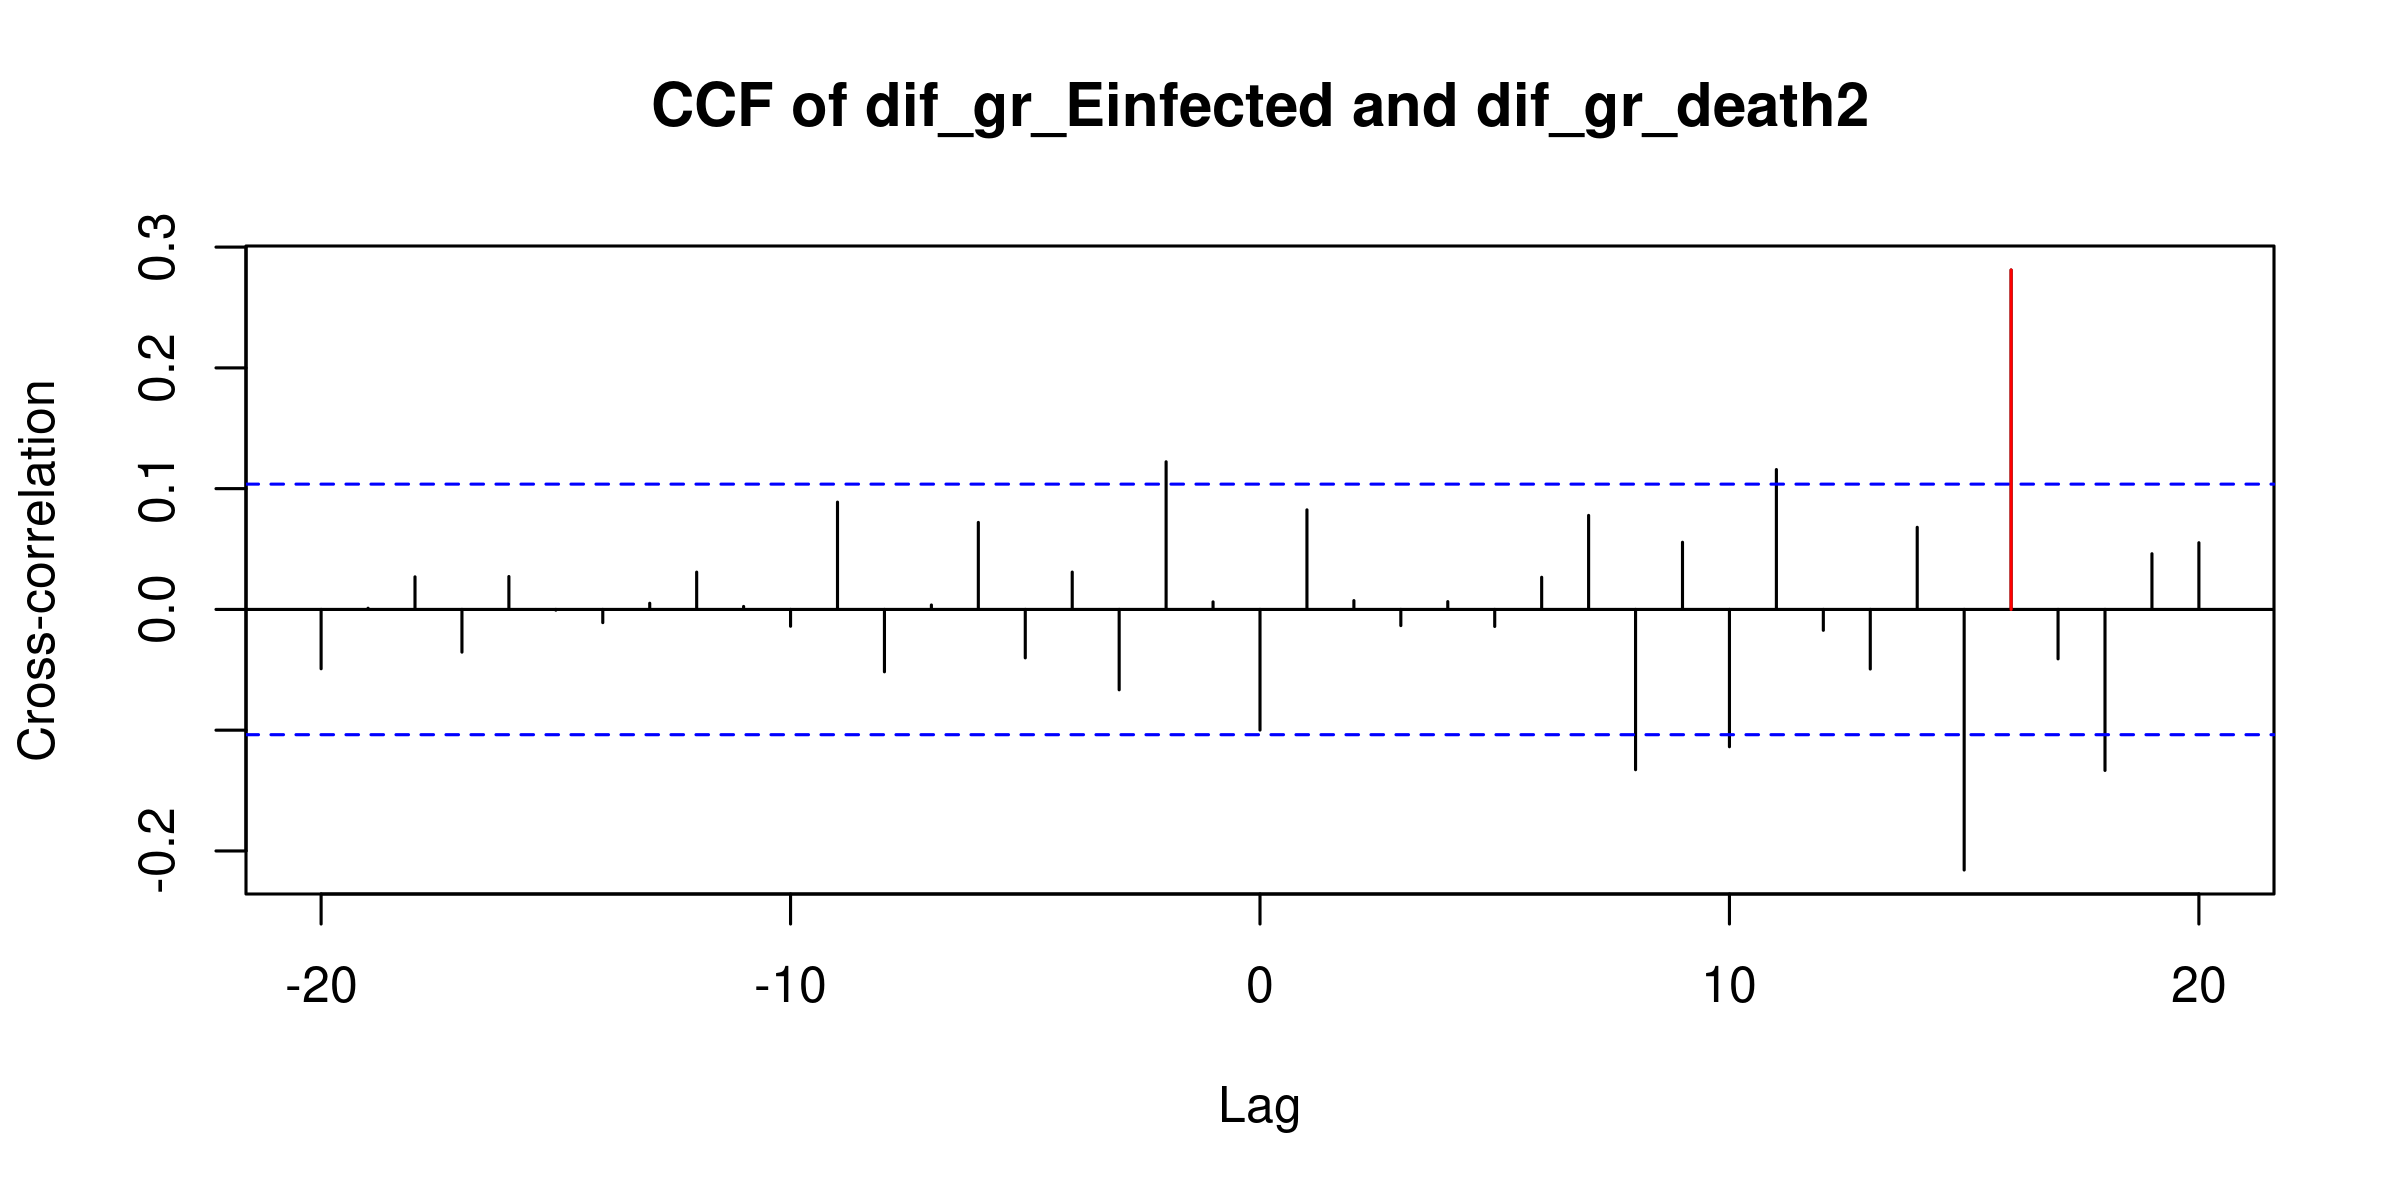 CCF of dif_gr_Einfected and dif_gr_death2
Cross-correlation
0.3
0.2
0.1
0.0
-0.2
-20 -10 0 10 20
Lag